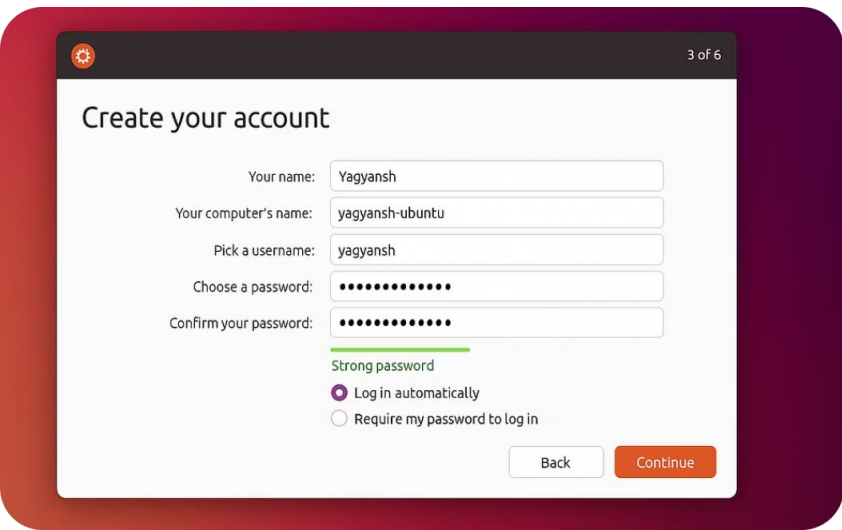 3 of 6
Create your account
Your name: Yagyansh
Your computer's name: yagyansh-ubuntu
Pick a username: yagyansh
Choose a password: ●●●●●●●●●●●●●
Confirm your password: ●●●●●●●●●●●●●
Strong password
Log in automatically
Require my password to log in
Back Continue